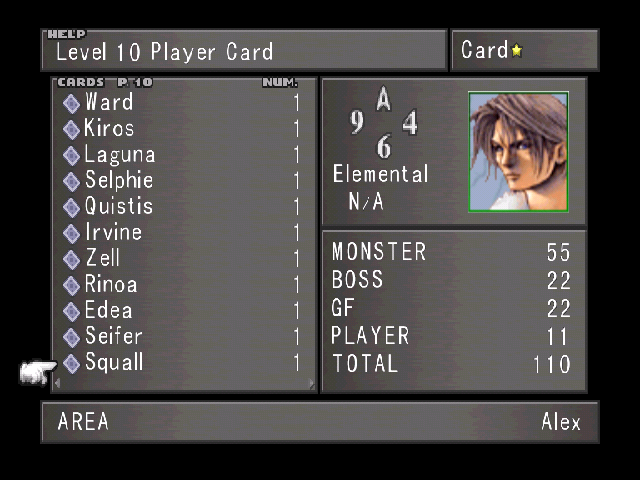 HELP
Level 10 Player Card
Card
CARDS P. 10 NUM.
Ward 1
Kiros 1
Laguna 1
Selphie 1
Quistis 1
Irvine 1
Zell 1
Rinoa 1
Edea 1
Seifer 1
Squall 1
A
9 4
6
Elemental
N/A
MONSTER 55
BOSS 22
GF 22
PLAYER 11
TOTAL 110
AREA Alex